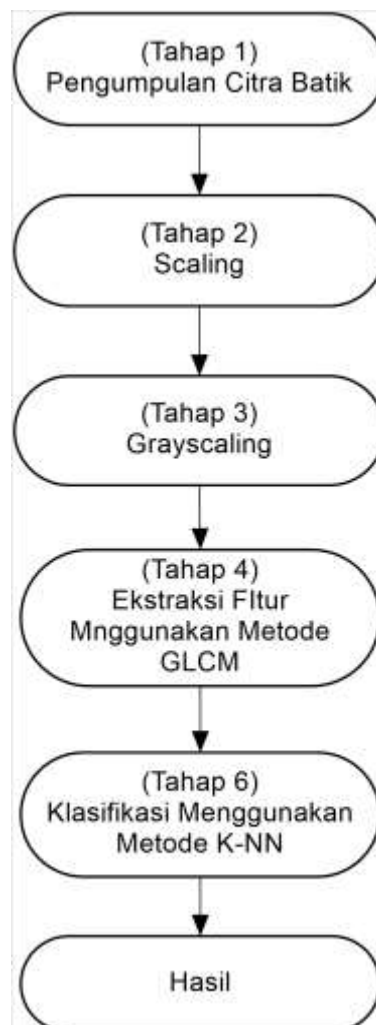 (Tahap 1)
Pengumpulan Citra Batik
(Tahap 2)
Scaling
(Tahap 3)
Grayscaling
(Tahap 4)
Ekstraksi FItur
Mnggunakan Metode
GLCM
(Tahap 6)
Klasifikasi Menggunakan
Metode K-NN
Hasil